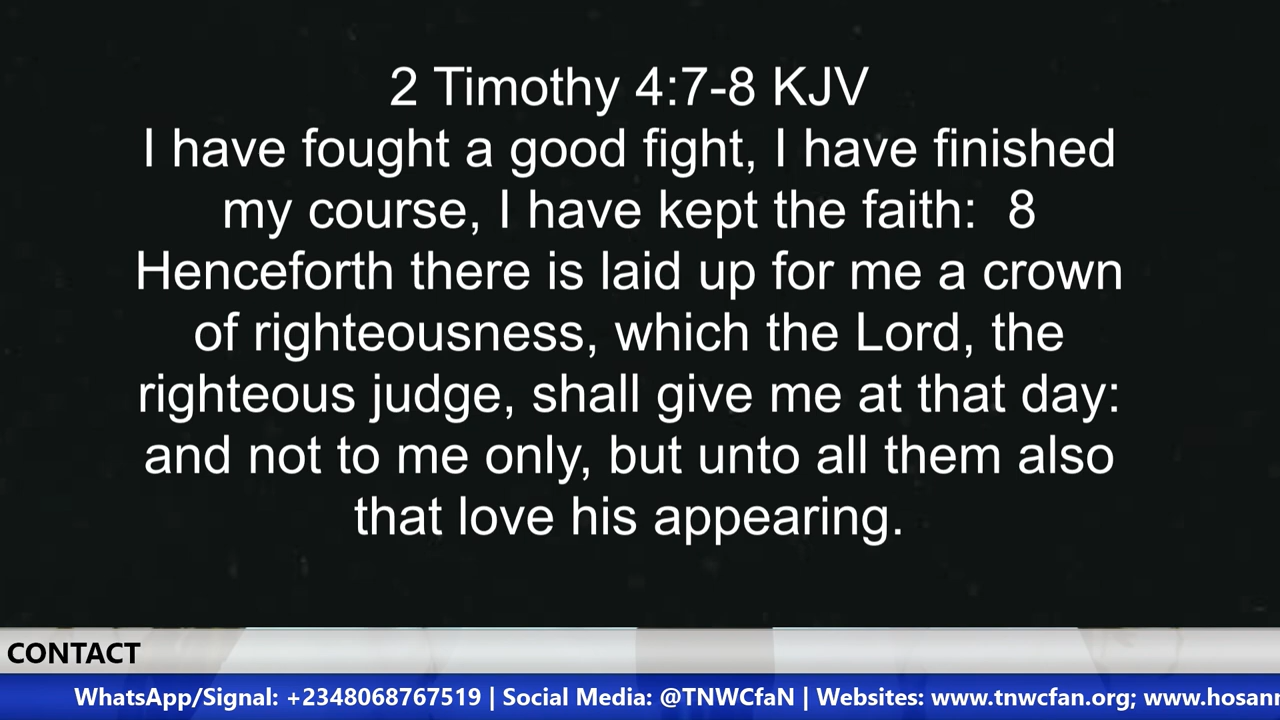 2 Timothy 4:7-8 KJV
I have fought a good fight, I have finished
my course, I have kept the faith:  8
Henceforth there is laid up for me a crown
of righteousness, which the Lord, the
righteous judge, shall give me at that day:
and not to me only, but unto all them also
that love his appearing.
CONTACT
WhatsApp/Signal: +2348068767519 | Social Media: @TNWCfaN | Websites: www.tnwcfan.org;